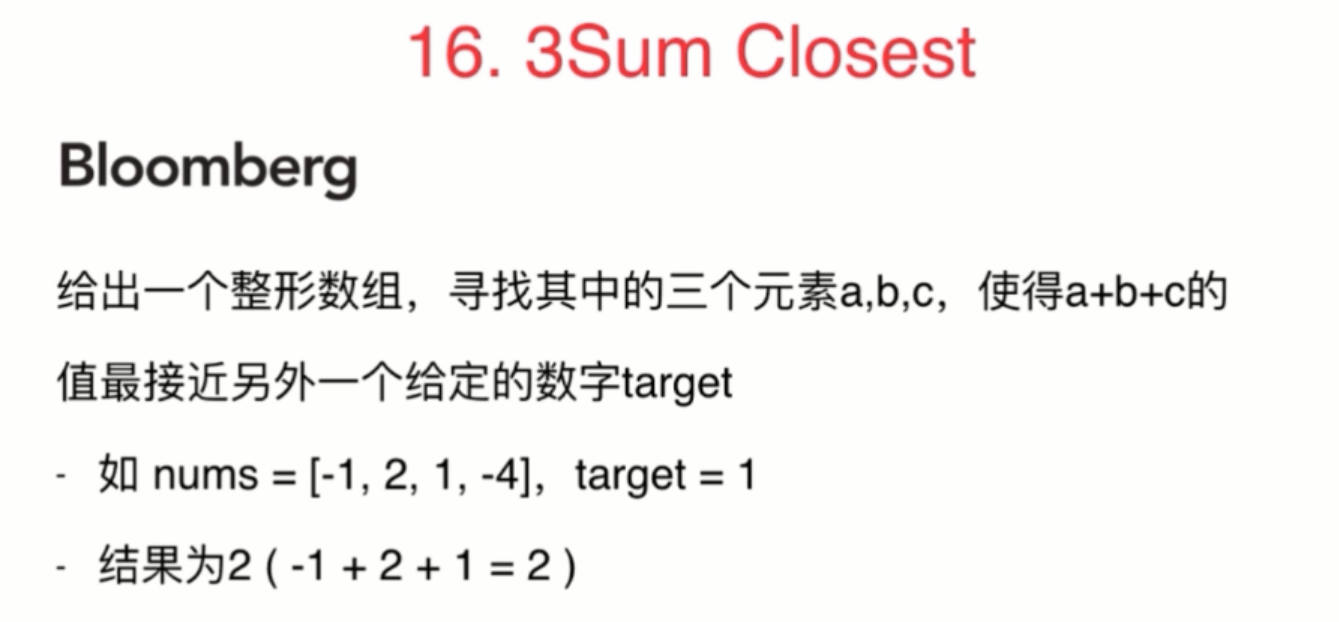 16. 3Sum Closest
Bloomberg
给出一个整形数组，寻找其中的三个元素a,b,c，使得a+b+c的
值最接近另外一个给定的数字target
- 如 nums = [-1, 2, 1, -4]，target = 1
- 结果为2 ( -1 + 2 + 1 = 2 )